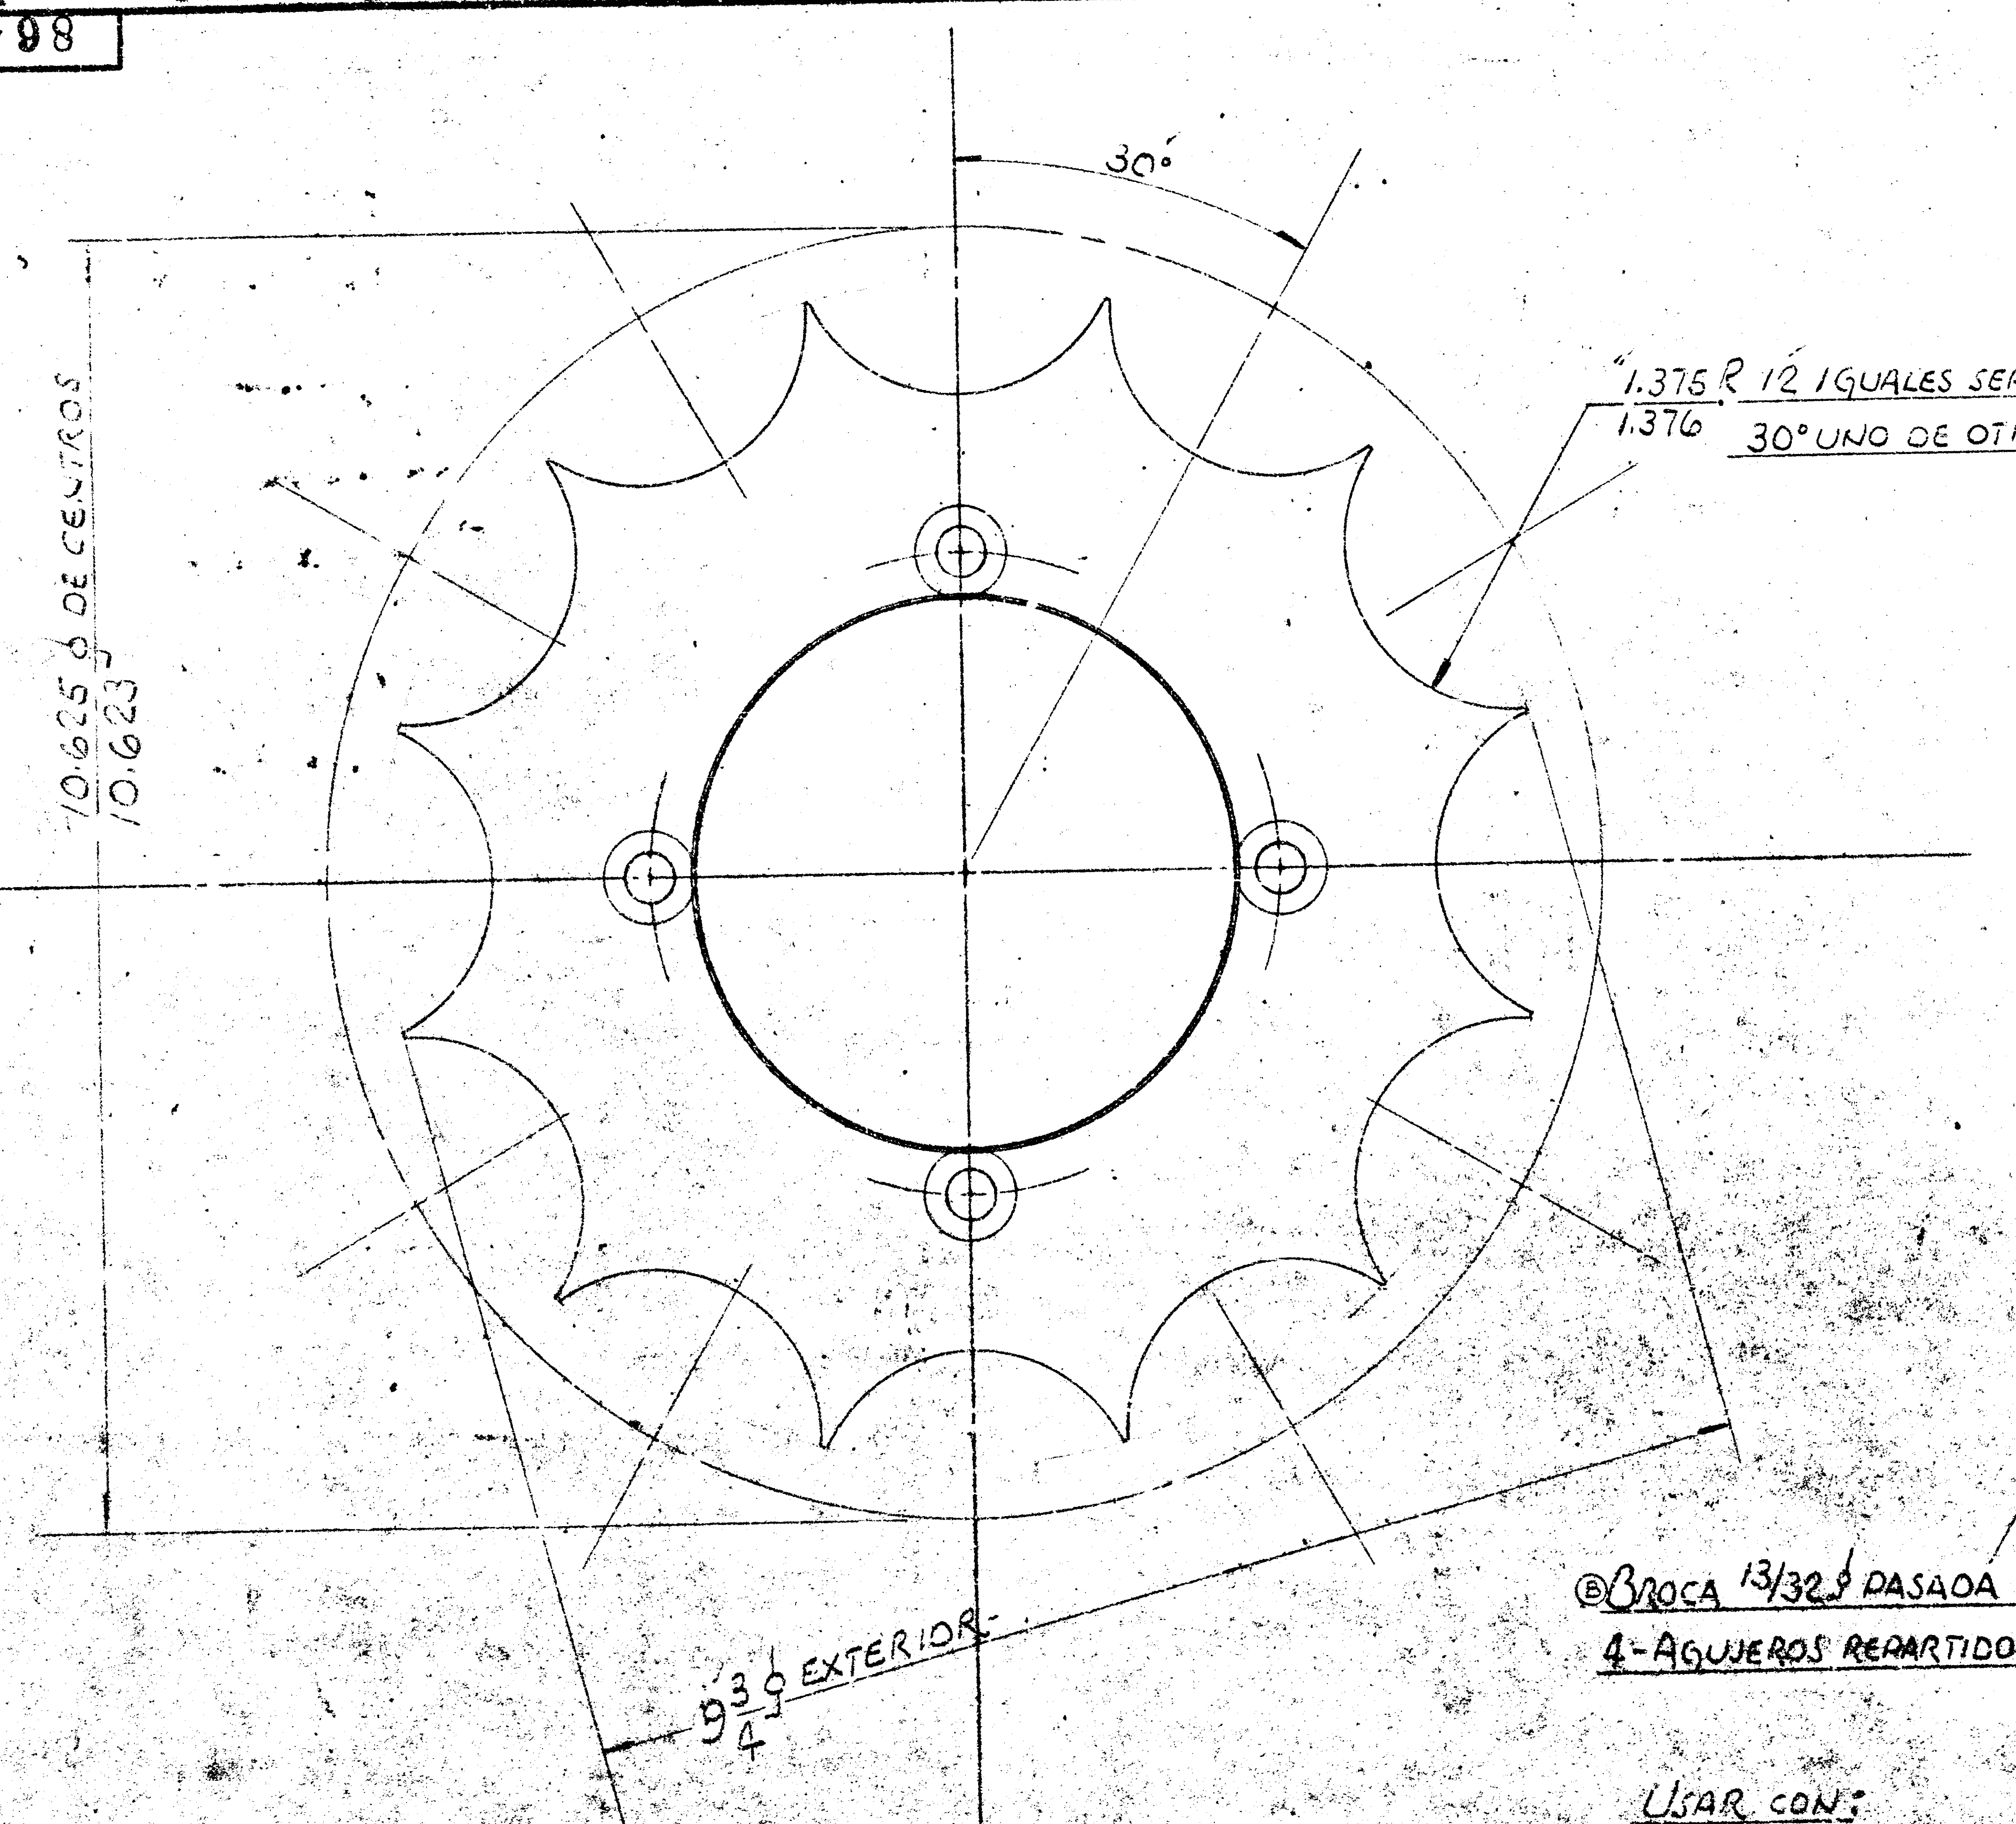 98
30°
1.375 R 12 IGUALES SER
1.376
30° UNO DE OT
10.625 ϕ DE CENTROS
10.623
9 3/4 ϕ EXTERIOR
Ⓑ BROCA 13/32 ϕ PASADA
4-AGUJEROS REPARTIDO
USAR CON: